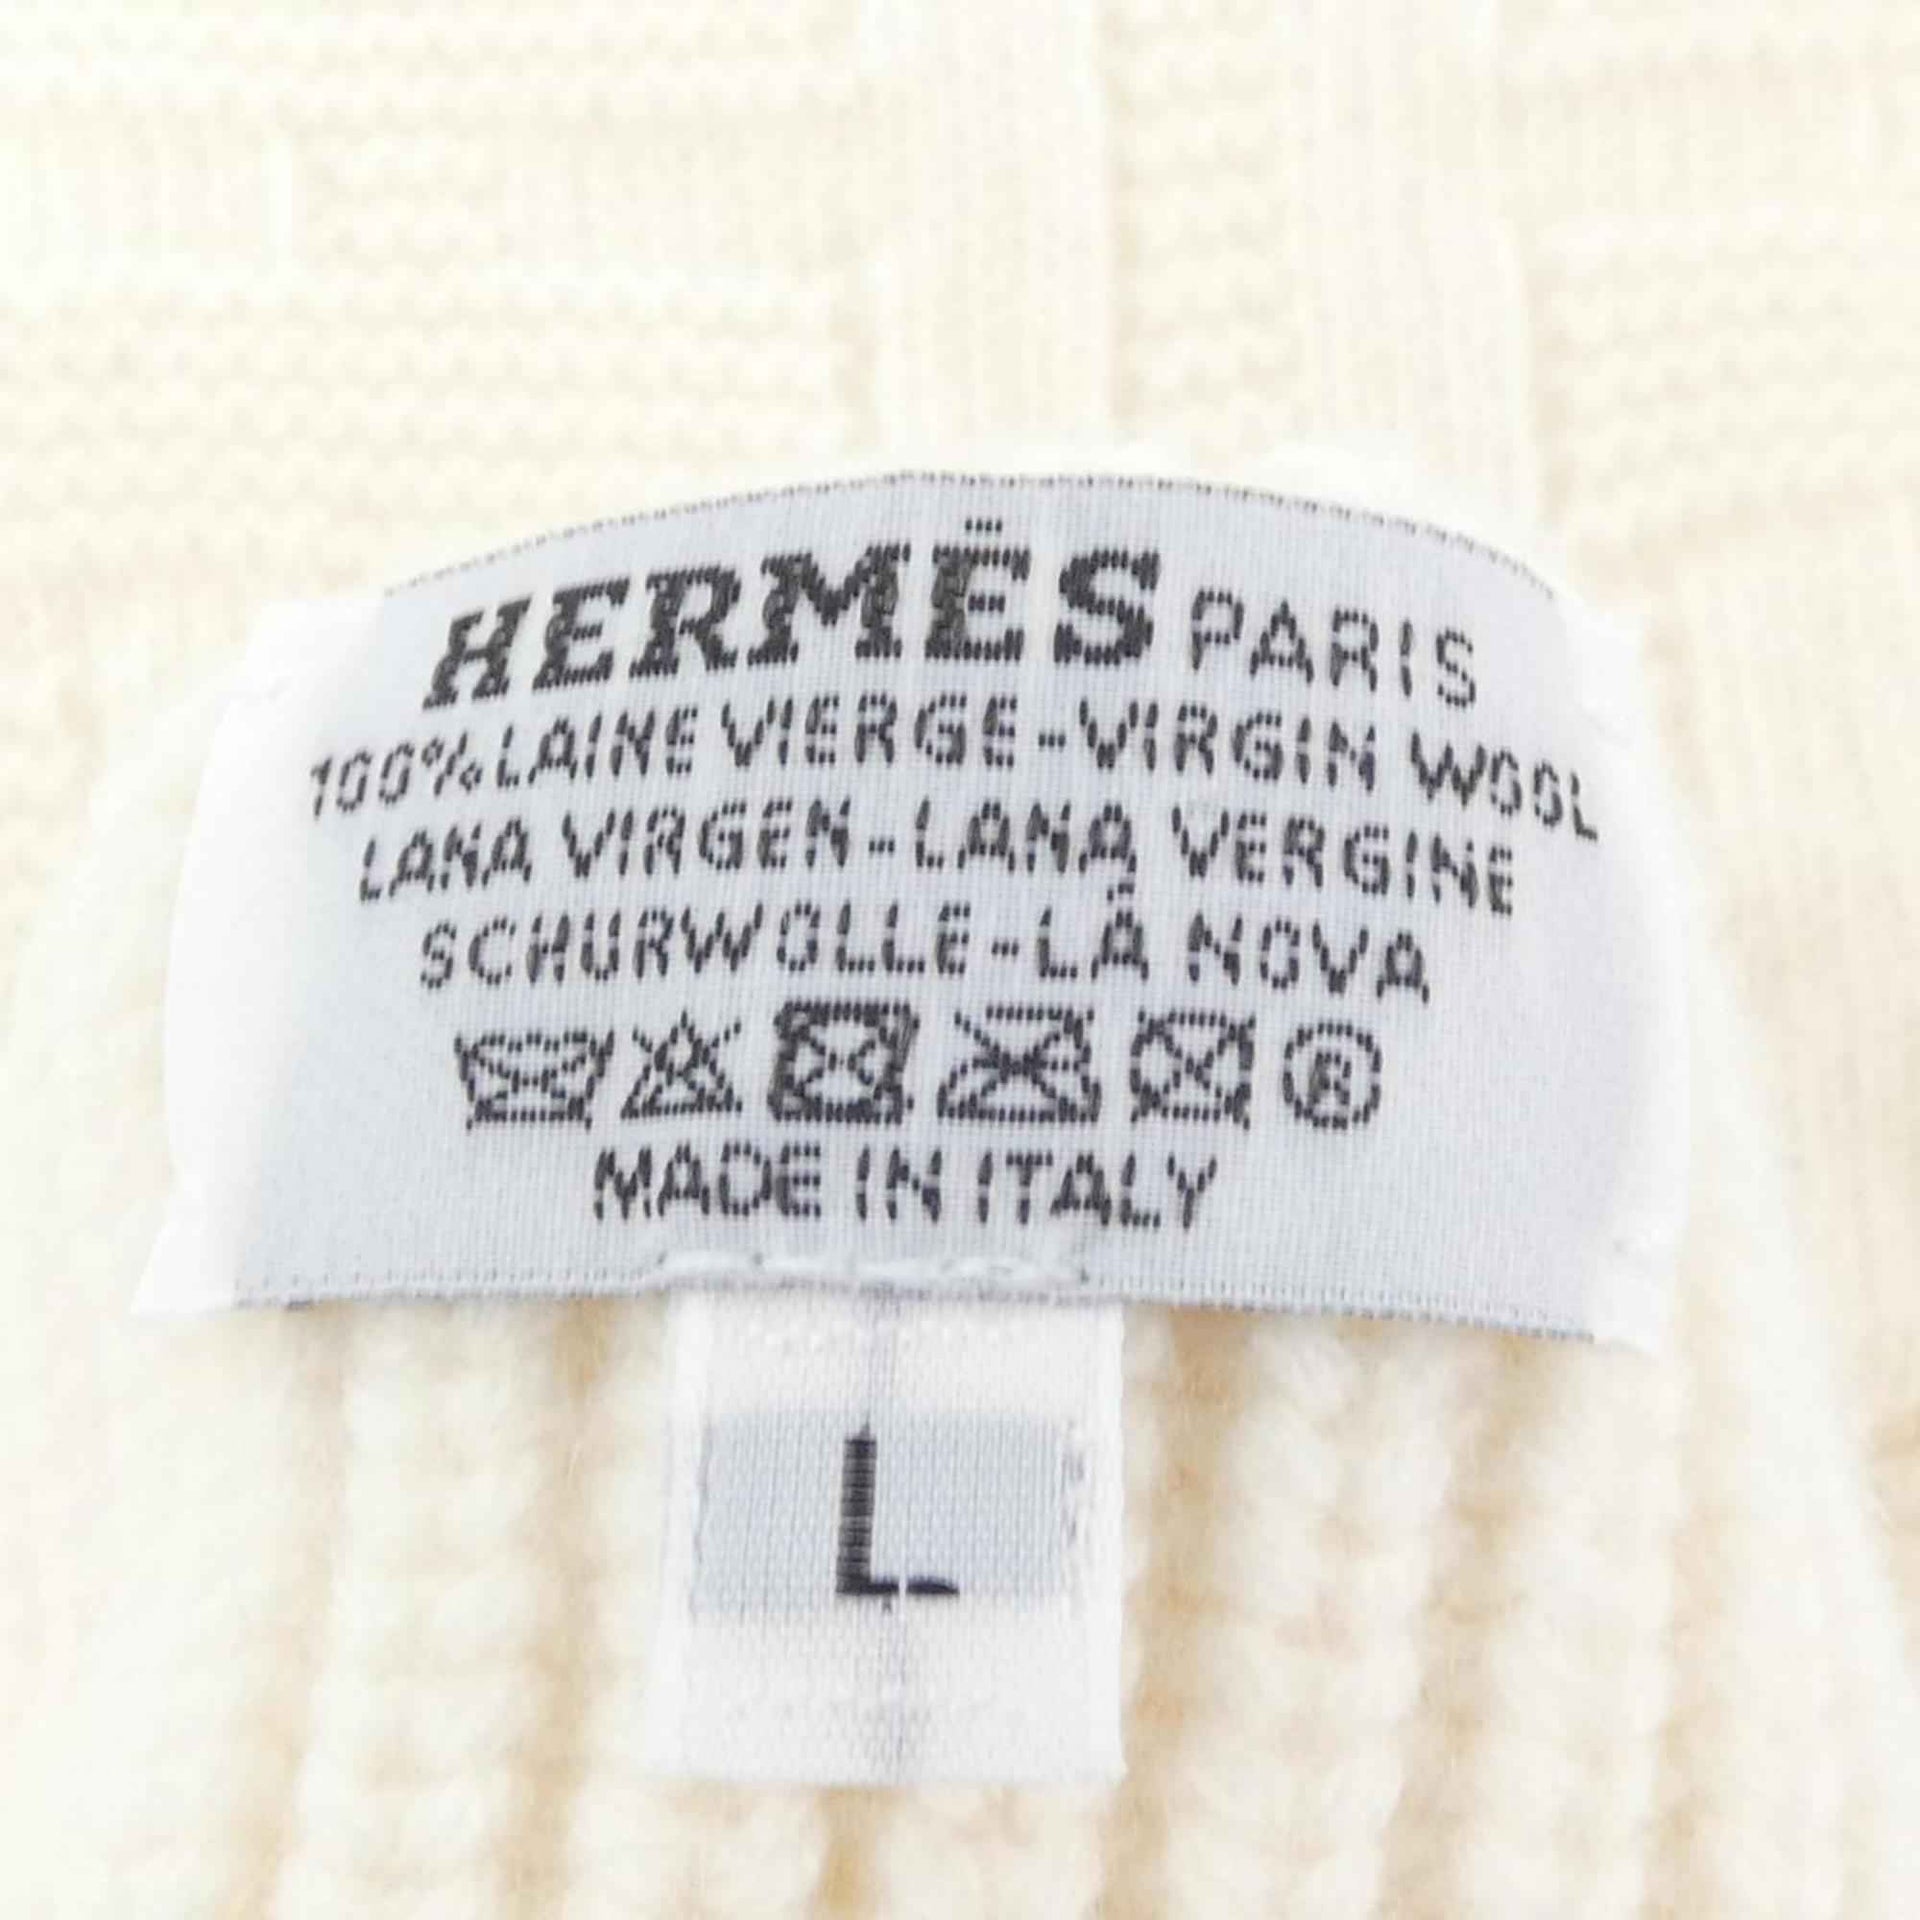 HERMÈS PARIS
100% LAINE VIERGE-VIRGIN WOOL
LANA VIRGEN-LANA VERGINE
SCHURWOLLE-LÃ NOVA
®
MADE IN ITALY
L